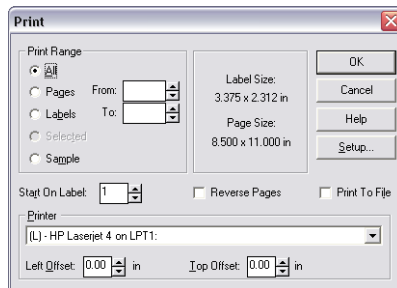 Print
Print Range
All
Pages From:
Labels To:
Selected
Sample
Label Size:
3.375 x 2.312 in
Page Size:
8.500 x 11.000 in
OK
Cancel
Help
Setup...
Start On Label: 1
Reverse Pages
Print To File
Printer
(L) - HP Laserjet 4 on LPT1:
Left Offset: 0.00 in
Top Offset: 0.00 in